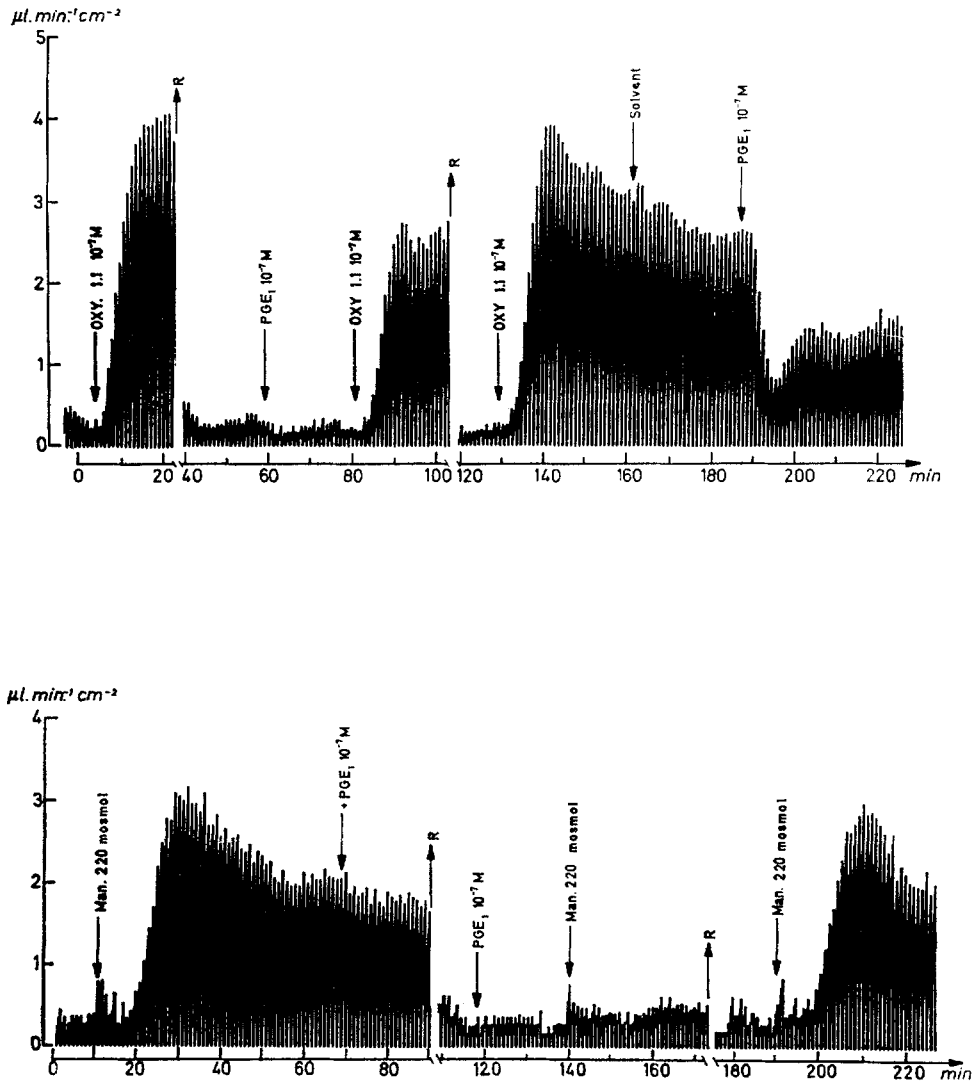 µl. min⁻¹ cm⁻²
5
4
3
2
1
0
OXY. 1.1 10⁻⁷M
R
PGE₁ 10⁻⁷M
OXY 1.1 10⁻⁷M
R
OXY 1.1 10⁻⁷M
Solvent
PGE₁ 10⁻⁷M
0 20 40 60 80 100 120 140 160 180 200 220 min
µl. min⁻¹ cm⁻²
4
3
2
1
0
Man. 220 mosmol
+ PGE₁ 10⁻⁷M
R
PGE₁ 10⁻⁷M
Man. 220 mosmol
R
Man. 220 mosmol
0 20 40 60 80 120 140 160 180 200 220 min